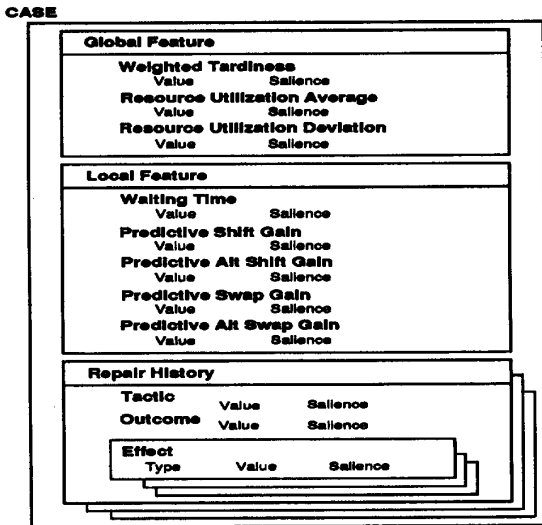 CASE
Global Feature
Weighted Tardiness
Value Salience
Resource Utilization Average
Value Salience
Resource Utilization Deviation
Value Salience
Local Feature
Waiting Time
Value Salience
Predictive Shift Gain
Value Salience
Predictive Alt Shift Gain
Value Salience
Predictive Swap Gain
Value Salience
Predictive Alt Swap Gain
Value Salience
Repair History
Tactic Value Salience
Outcome Value Salience
Effect
Type Value Salience